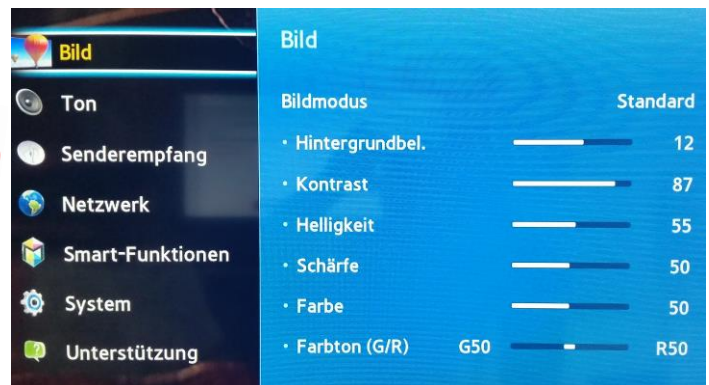 Bild
Ton
Senderempfang
Netzwerk
Smart-Funktionen
System
Unterstützung
Bild
Bildmodus Standard
· Hintergrundbel. 12
· Kontrast 87
· Helligkeit 55
· Schärfe 50
· Farbe 50
· Farbton (G/R) G50 R50